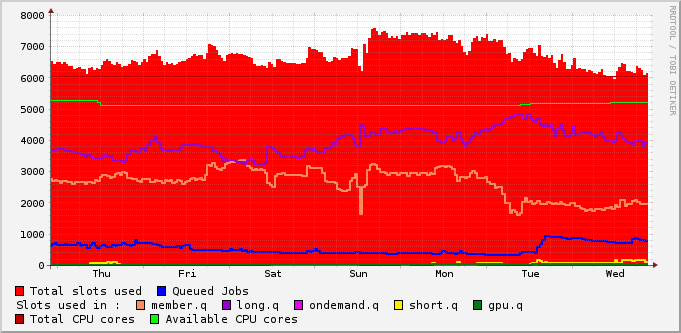 8000
7000
6000
5000
4000
3000
2000
1000
0
Thu Fri Sat Sun Mon Tue Wed
Total slots used Queued Jobs
Slots used in : member.q long.q ondemand.q short.q gpu.q
Total CPU cores Available CPU cores
RRDTOOL / TOBI OETIKER